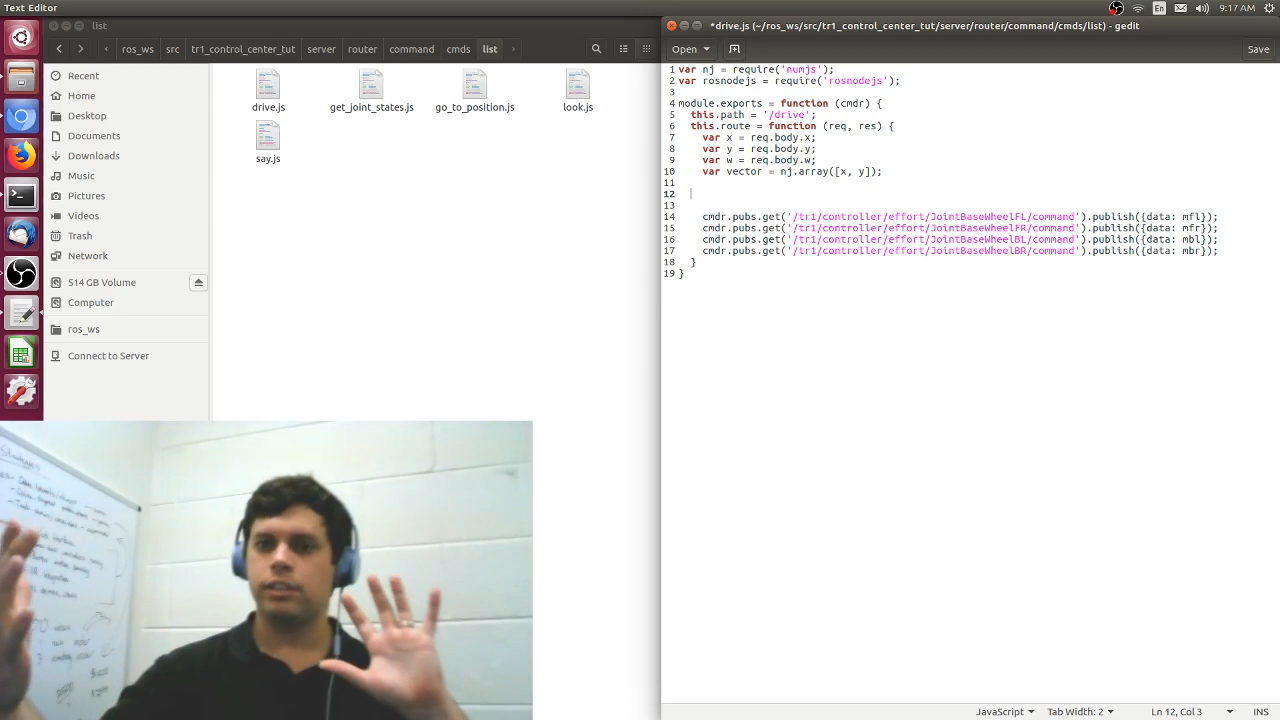 Text Editor
En
9:17 AM
list
*drive.js (~/ros_ws/src/tr1_control_center_tut/server/router/command/cmds/list) - gedit
ros_ws
src
tr1_control_center_tut
server
router
command
cmds
list
Open
Save
Recent
Home
Desktop
Documents
Downloads
Music
Pictures
Videos
Trash
Network
514 GB Volume
Computer
ros_ws
Connect to Server
drive.js
get_joint_states.js
go_to_position.js
look.js
say.js
1 var nj = require('numjs');
2 var rosnodejs = require('rosnodejs');
3
4 module.exports = function (cmdr) {
5 this.path = '/drive';
6 this.route = function (req, res) {
7 var x = req.body.x;
8 var y = req.body.y;
9 var w = req.body.w;
10 var vector = nj.array([x, y]);
11
12
13
14 cmdr.pubs.get('/tr1/controller/effort/JointBaseWheelFL/command').publish({data: mfl});
15 cmdr.pubs.get('/tr1/controller/effort/JointBaseWheelFR/command').publish({data: mfr});
16 cmdr.pubs.get('/tr1/controller/effort/JointBaseWheelBL/command').publish({data: mbl});
17 cmdr.pubs.get('/tr1/controller/effort/JointBaseWheelBR/command').publish({data: mbr});
18 }
19 }
JavaScript
Tab Width: 2
Ln 12, Col 3
INS